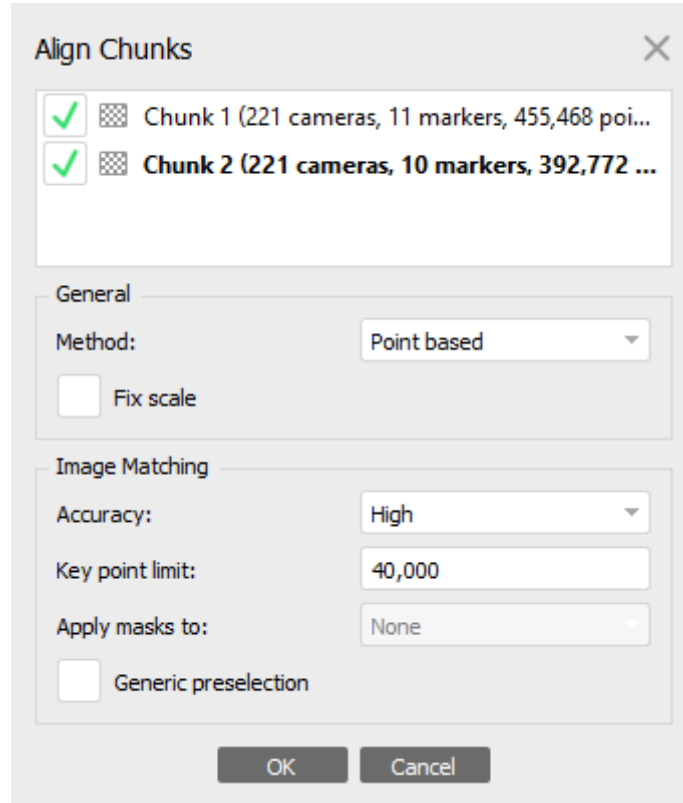 Align Chunks
Chunk 1 (221 cameras, 11 markers, 455,468 poi...
Chunk 2 (221 cameras, 10 markers, 392,772 ...
General
Method: Point based
Fix scale
Image Matching
Accuracy: High
Key point limit: 40,000
Apply masks to: None
Generic preselection
OK Cancel